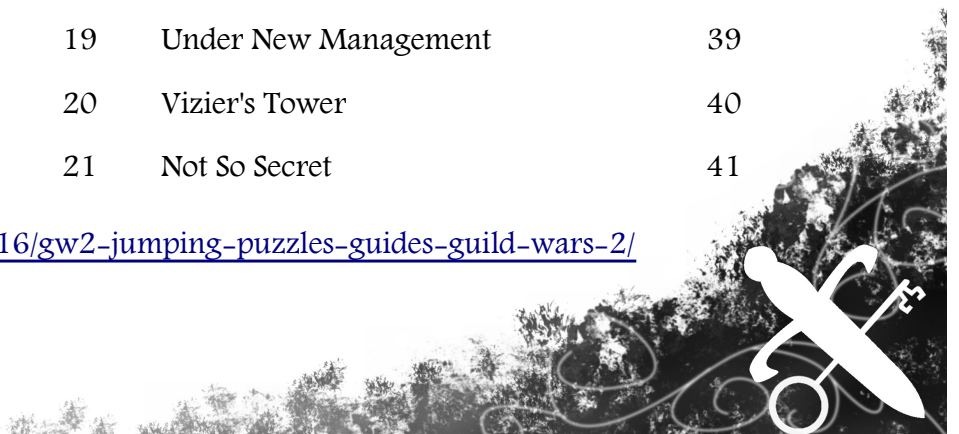 19 Under New Management 39
20 Vizier's Tower 40
21 Not So Secret 41
16/gw2-jumping-puzzles-guides-guild-wars-2/